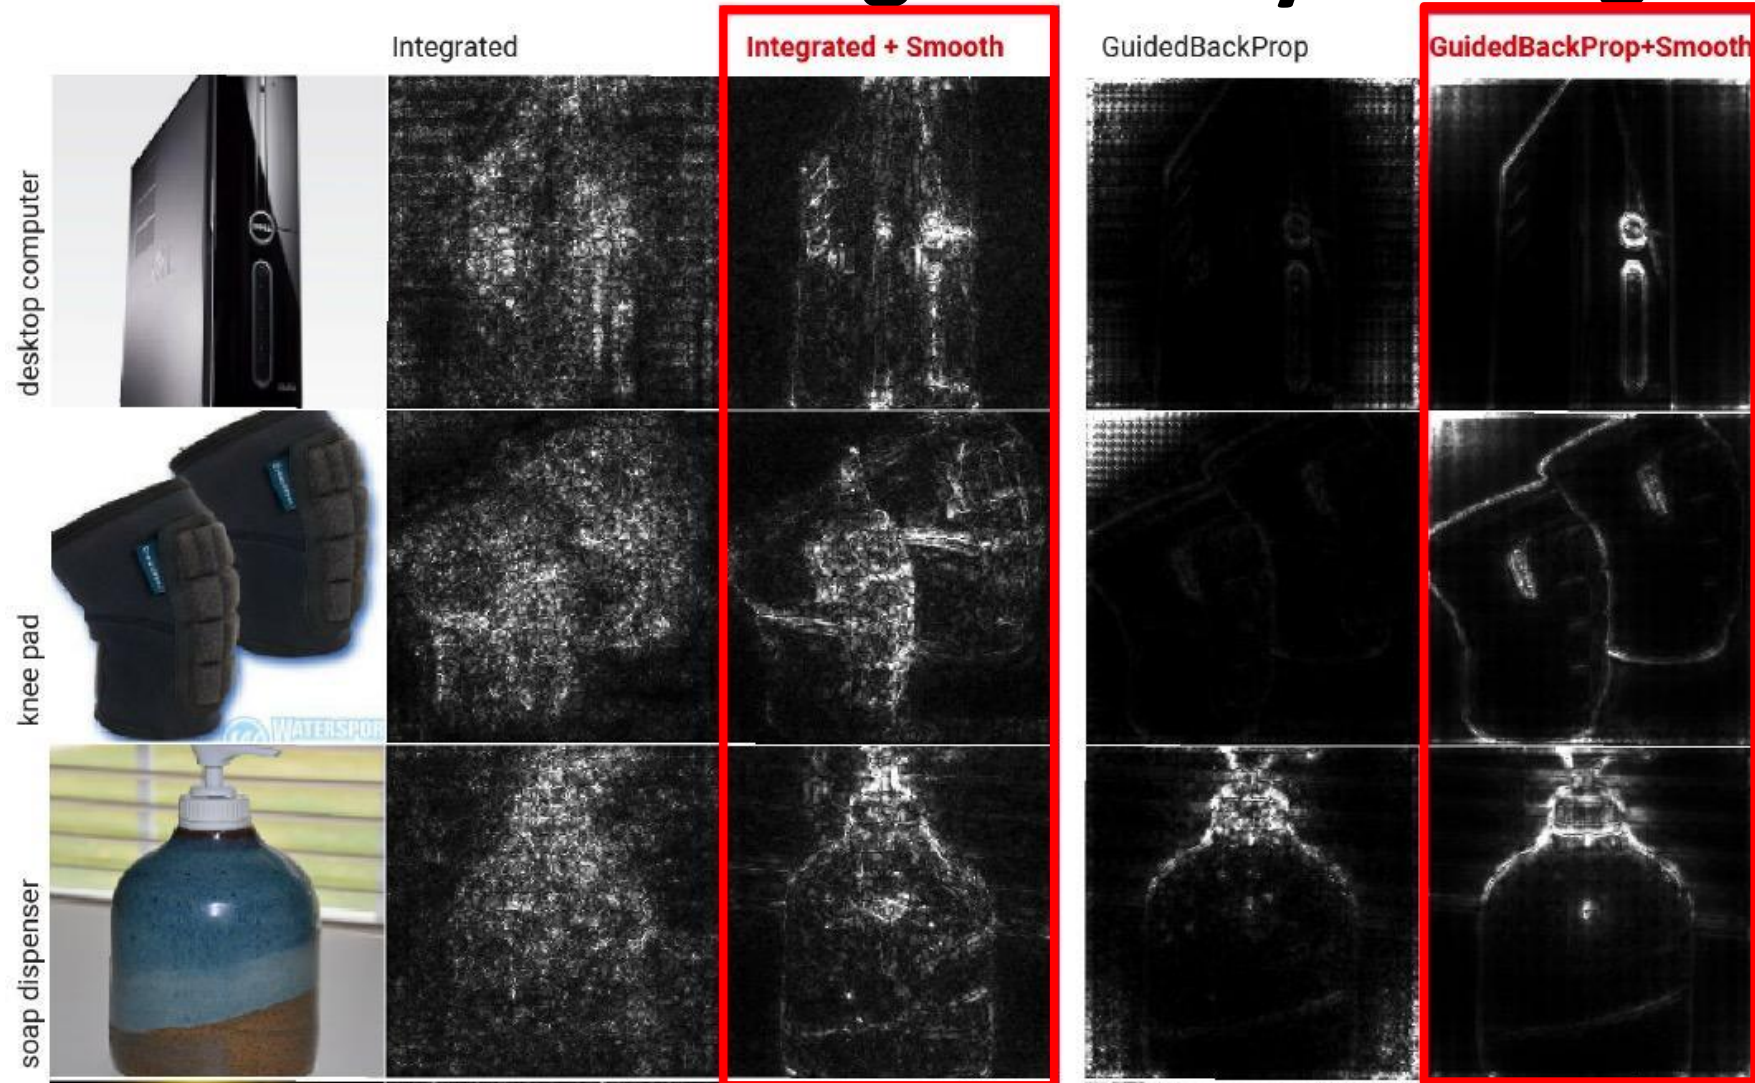 Integrated
Integrated + Smooth
GuidedBackProp
GuidedBackProp+Smooth
desktop computer
knee pad
WATERSPOR
soap dispenser